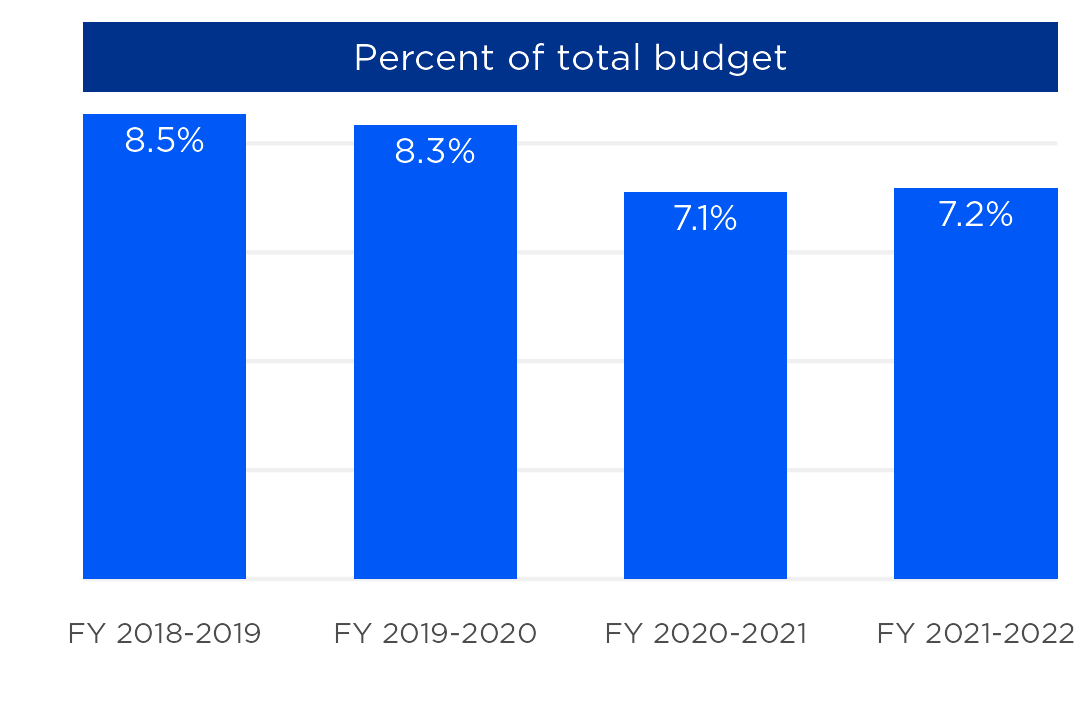 Percent of total budget
8.5%
8.3%
7.1%
7.2%
FY 2018-2019
FY 2019-2020
FY 2020-2021
FY 2021-2022